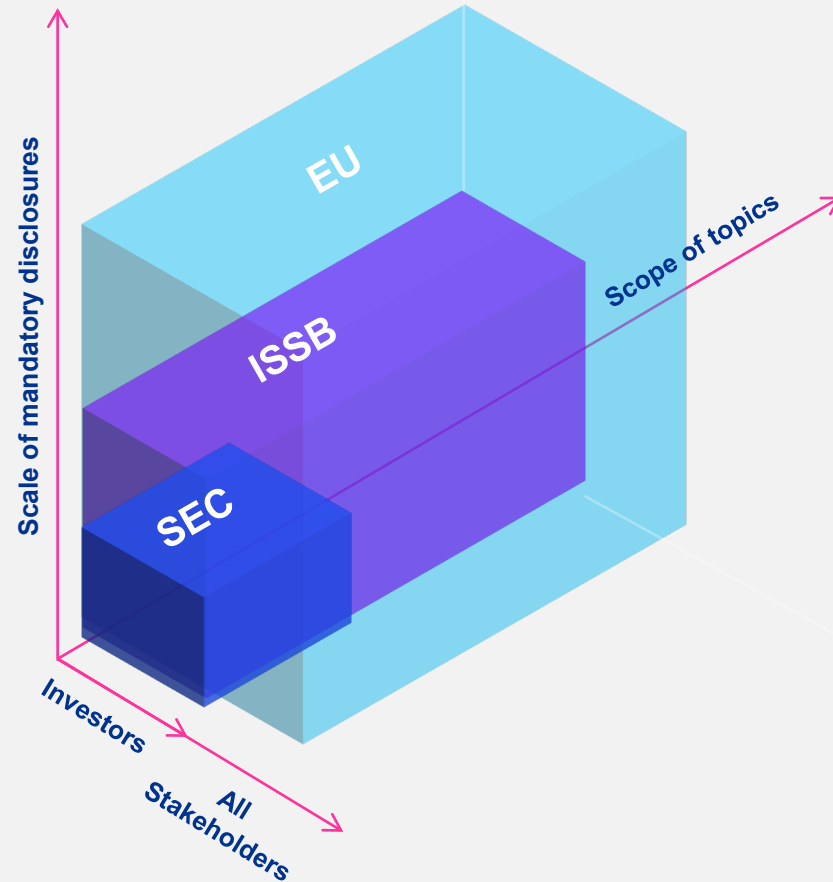 EU
Scale of mandatory disclosures
Scope of topics
ISSB
SEC
Investors
All
Stakeholders